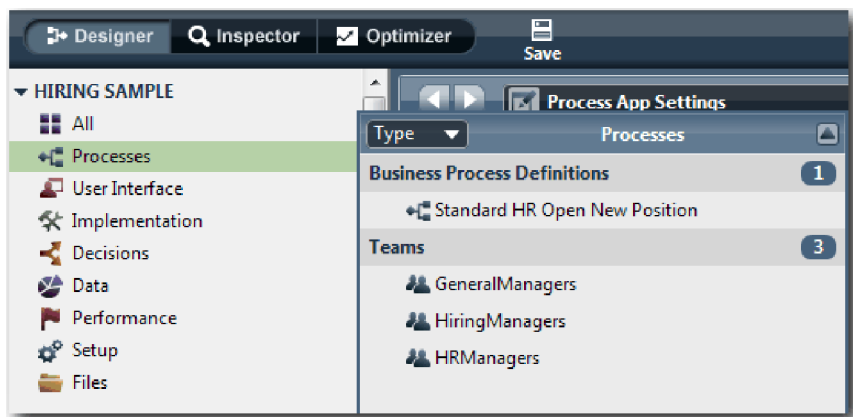 Designer Inspector Optimizer
Save
HIRING SAMPLE
All
Processes
User Interface
Implementation
Decisions
Data
Performance
Setup
Files
Process App Settings
Type Processes
Business Process Definitions 1
Standard HR Open New Position
Teams 3
GeneralManagers
HiringManagers
HRManagers